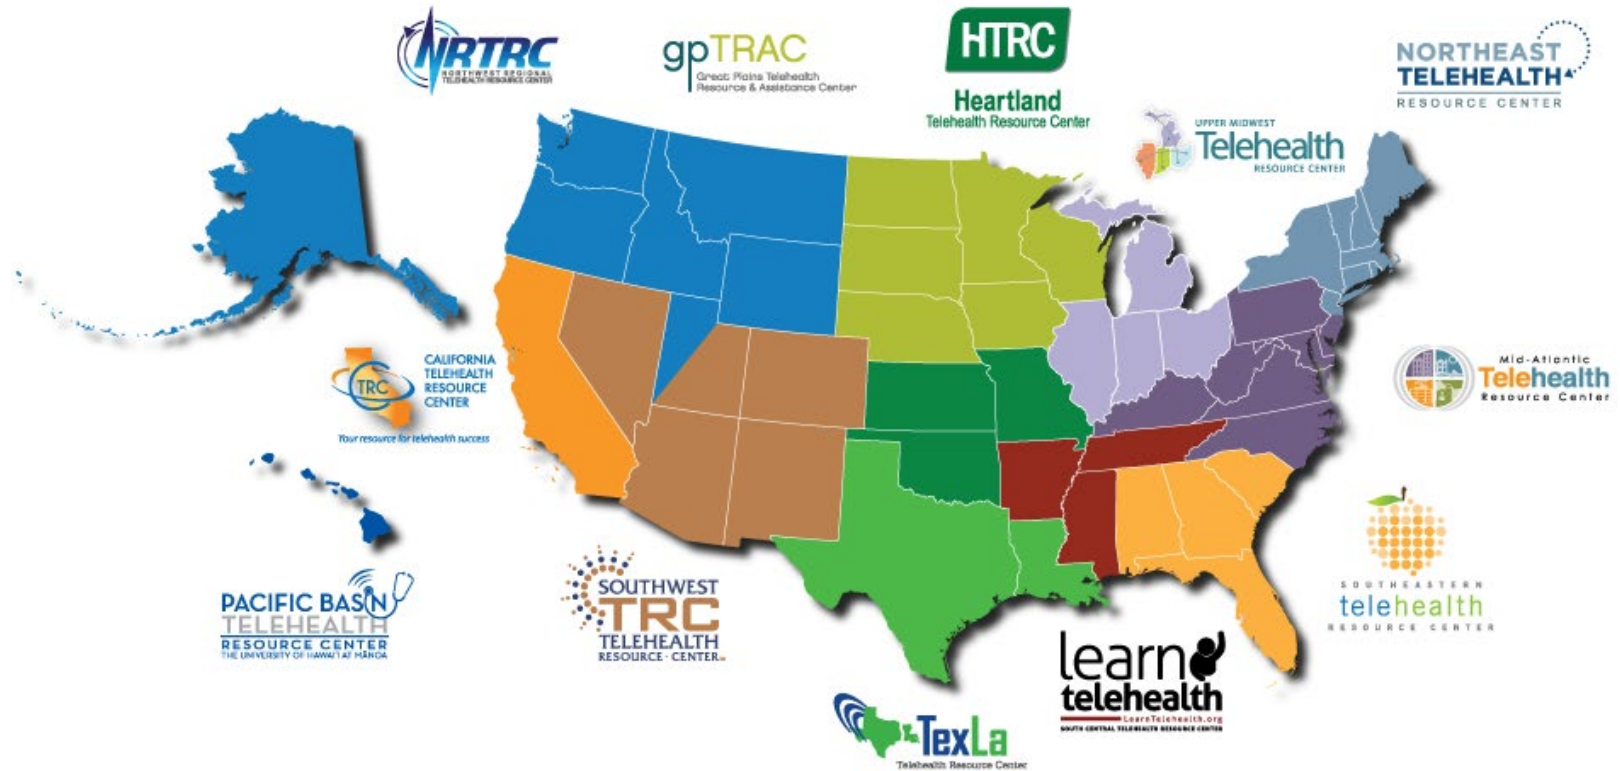 NRTRC
NORTHWEST REGIONAL
TELEHEALTH RESOURCE CENTER
gpTRAC
Great Plains Telehealth
Resource & Assistance Center
HTRC
Heartland
Telehealth Resource Center
NORTHEAST
TELEHEALTH
RESOURCE CENTER
UPPER MIDWEST
Telehealth
RESOURCE CENTER
TRC
CALIFORNIA
TELEHEALTH
RESOURCE
CENTER
Your resource for telehealth success
Mid-Atlantic
Telehealth
Resource Center
PACIFIC BASIN
TELEHEALTH
RESOURCE CENTER
THE UNIVERSITY OF HAWAI'I AT MĀNOA
SOUTHWEST
TRC
TELEHEALTH
RESOURCE · CENTER
SOUTHEASTERN
telehealth
RESOURCE CENTER
learn
telehealth
LearnTelehealth.org
SOUTH CENTRAL TELEHEALTH RESOURCE CENTER
TexLa
Telehealth Resource Center